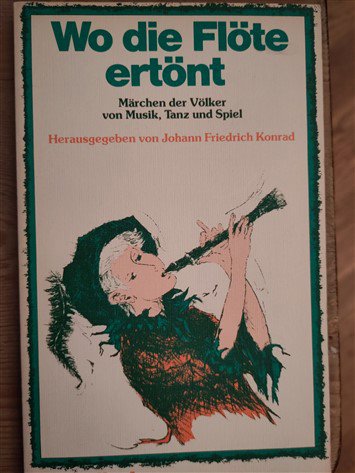 Wo die Flöte
ertönt
Märchen der Völker
von Musik, Tanz und Spiel
Herausgegeben von Johann Friedrich Konrad